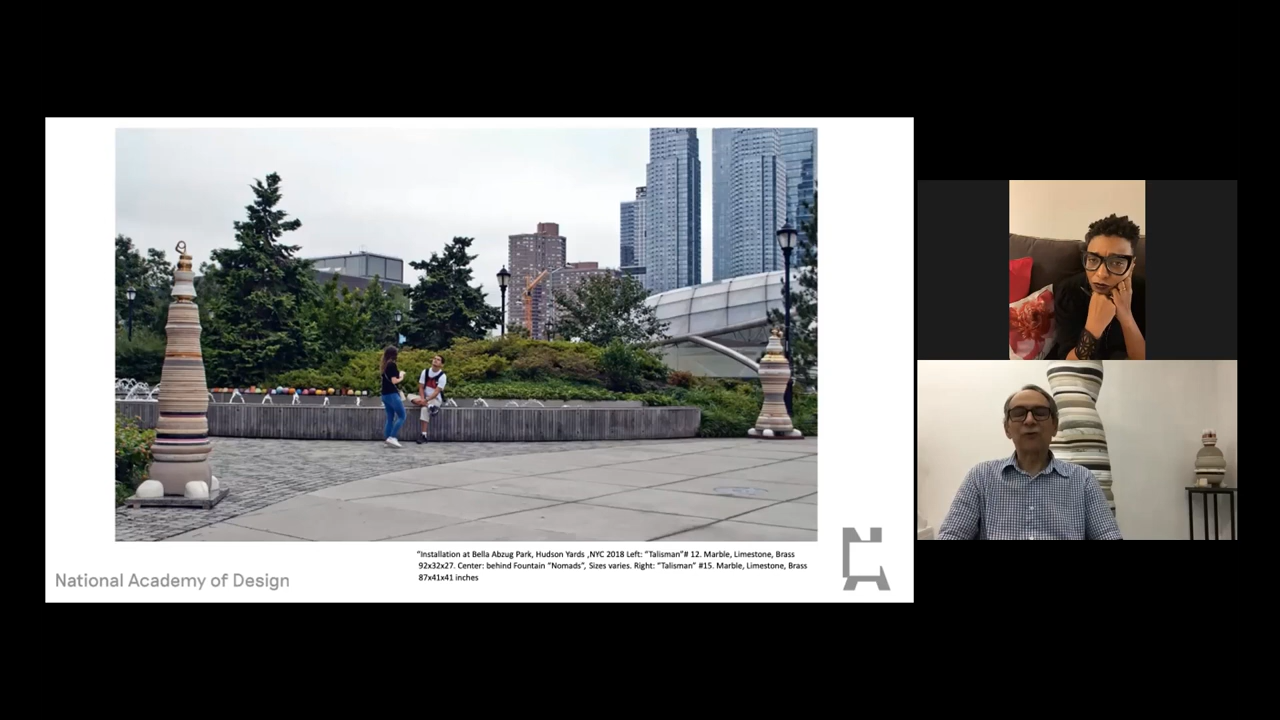 "Installation at Bella Abzug Park, Hudson Yards ,NYC 2018 Left: "Talisman"# 12. Marble, Limestone, Brass
92x32x27. Center: behind Fountain "Nomads", Sizes varies. Right: "Talisman" #15. Marble, Limestone, Brass
87x41x41 inches
National Academy of Design